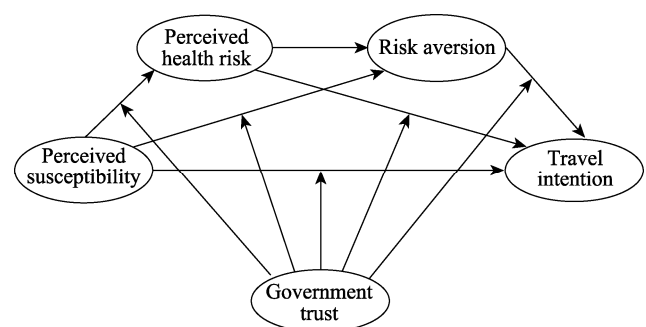 Perceived
health risk
Risk aversion
Perceived
susceptibility
Travel
intention
Government
trust